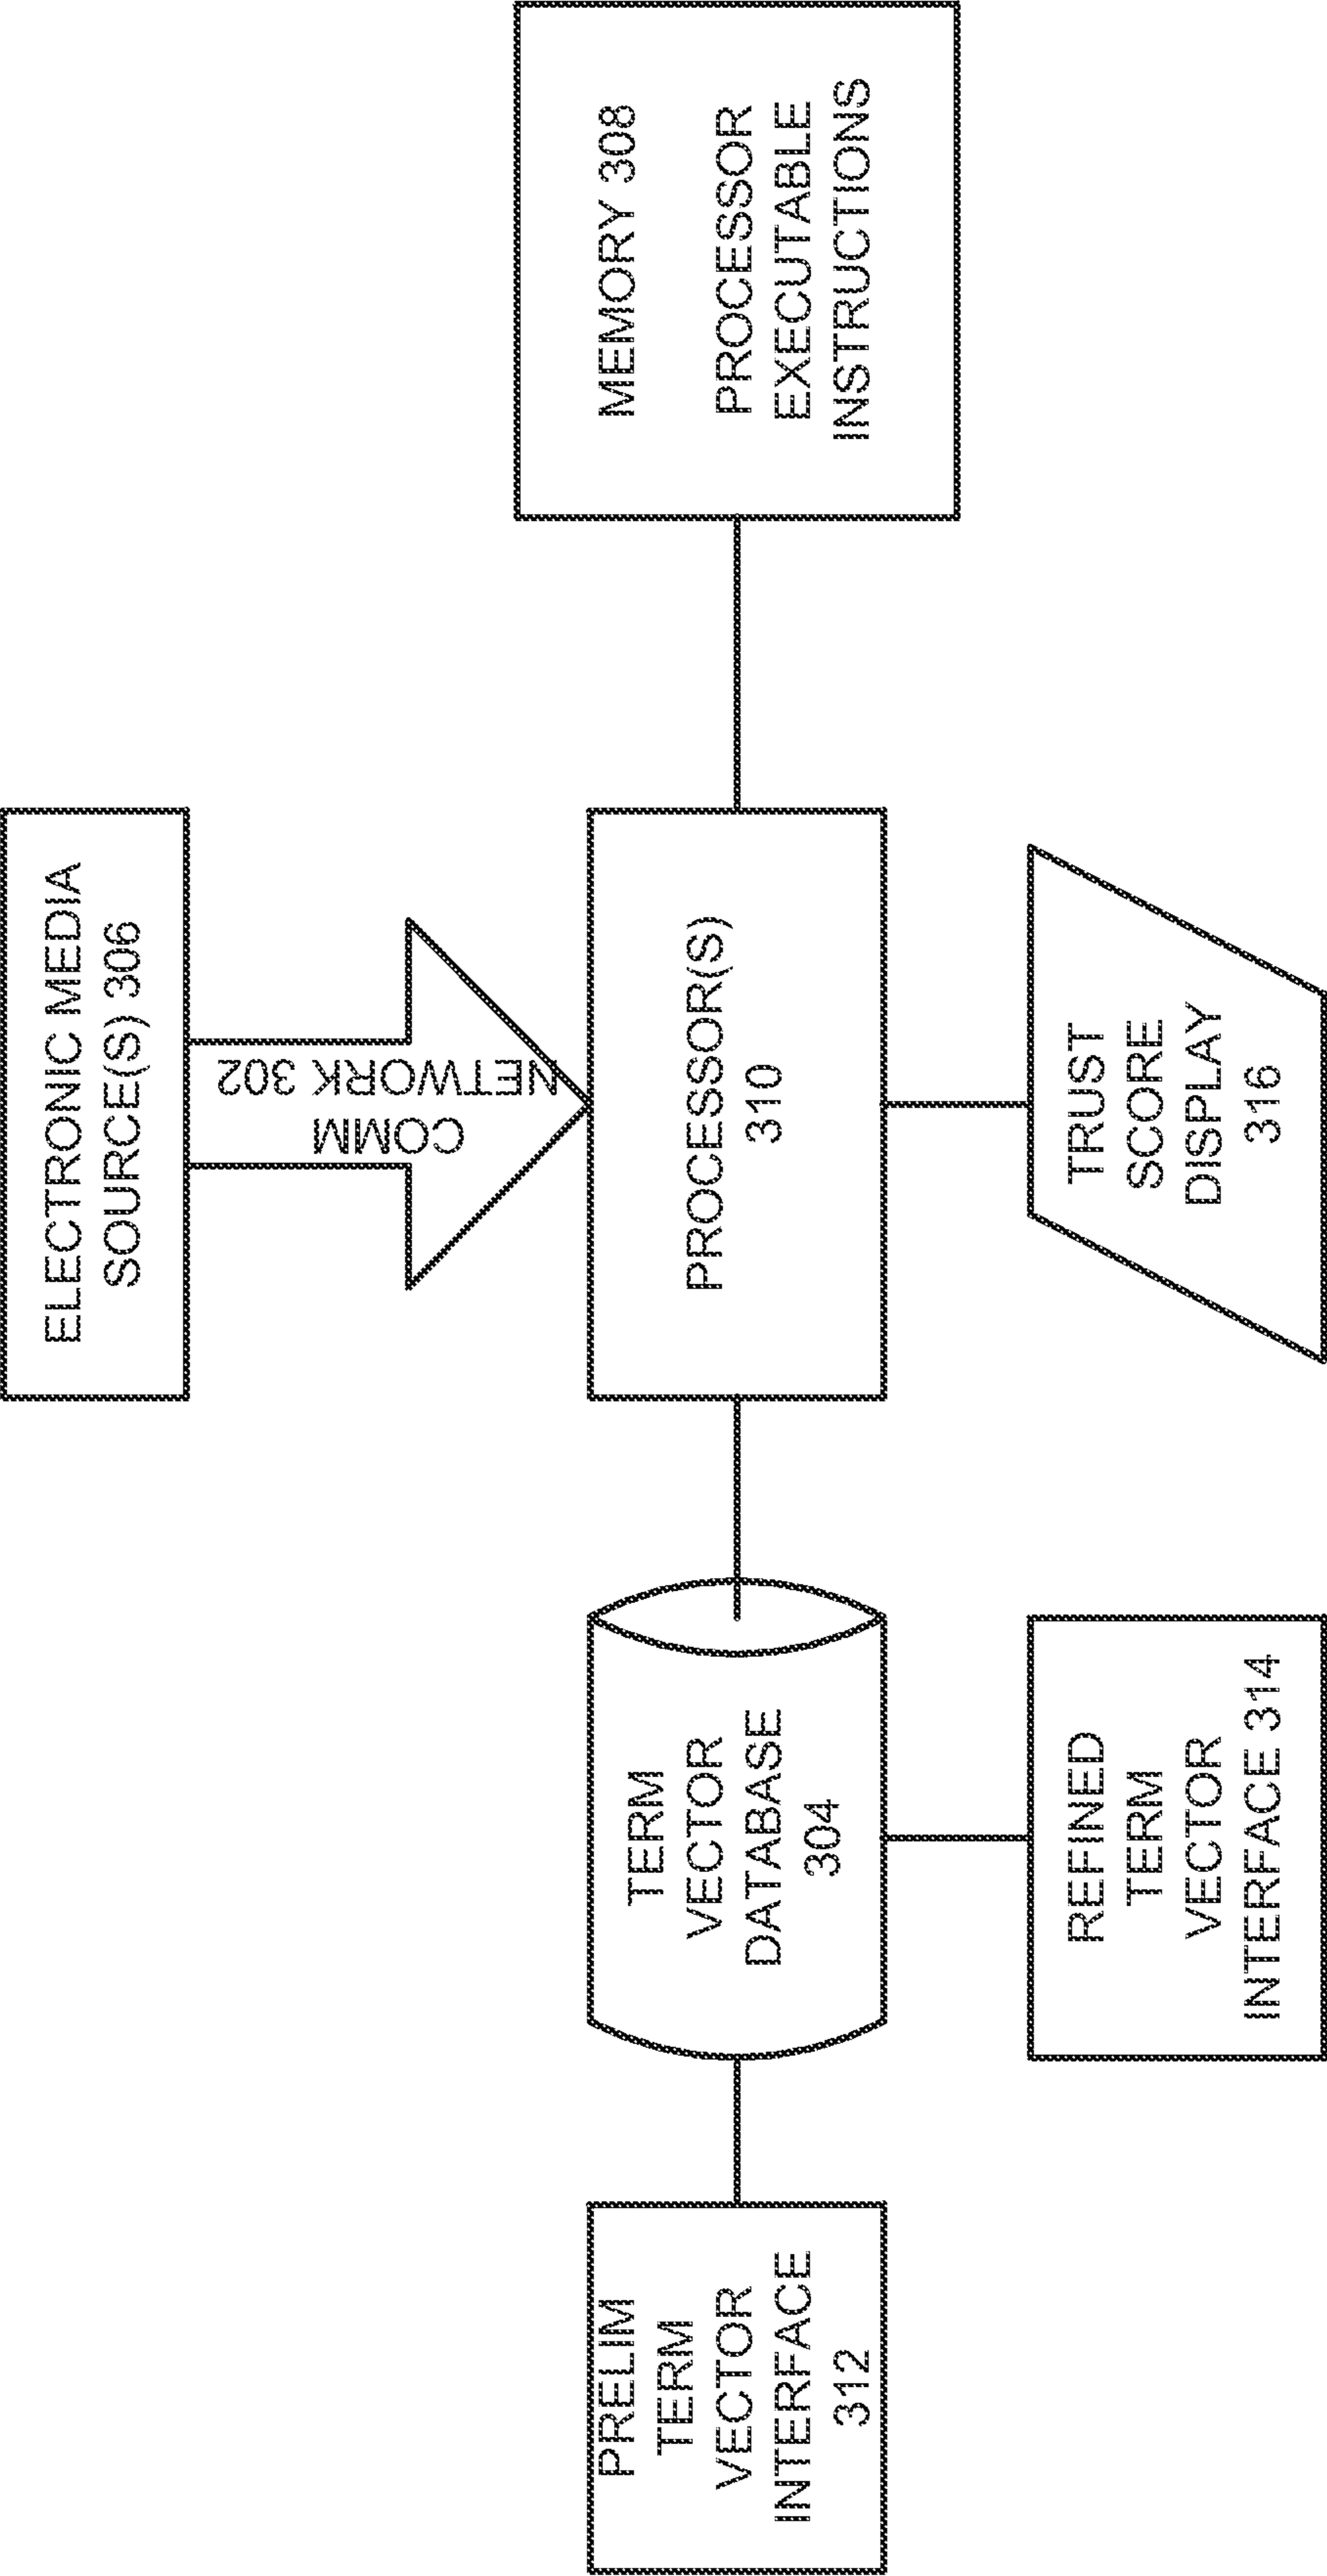 ELECTRONIC MEDIA
SOURCE(S) 306
COMM
NETWORK 302
PRELIM
TERM
VECTOR
INTERFACE
312
TERM
VECTOR
DATABASE
304
PROCESSOR(S)
310
MEMORY 308
PROCESSOR
EXECUTABLE
INSTRUCTIONS
REFINED
TERM
VECTOR
INTERFACE 314
TRUST
SCORE
DISPLAY
316